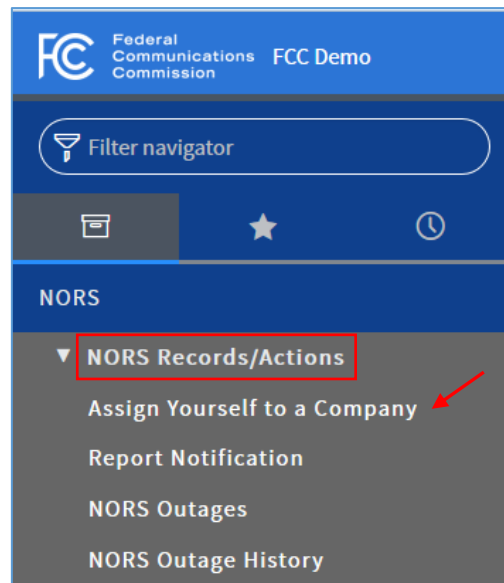 FCC
Federal
Communications
Commission
FCC Demo
Filter navigator
NORS
NORS Records/Actions
Assign Yourself to a Company
Report Notification
NORS Outages
NORS Outage History